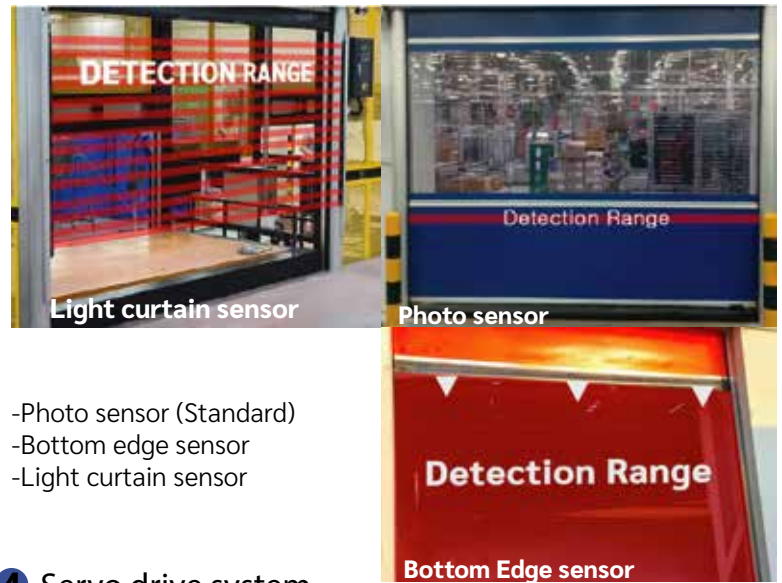 DETECTION RANGE
Light curtain sensor
Detection Range
Photo sensor
-Photo sensor (Standard)
-Bottom edge sensor
-Light curtain sensor
Detection Range
Bottom Edge sensor
4 Servo drive system